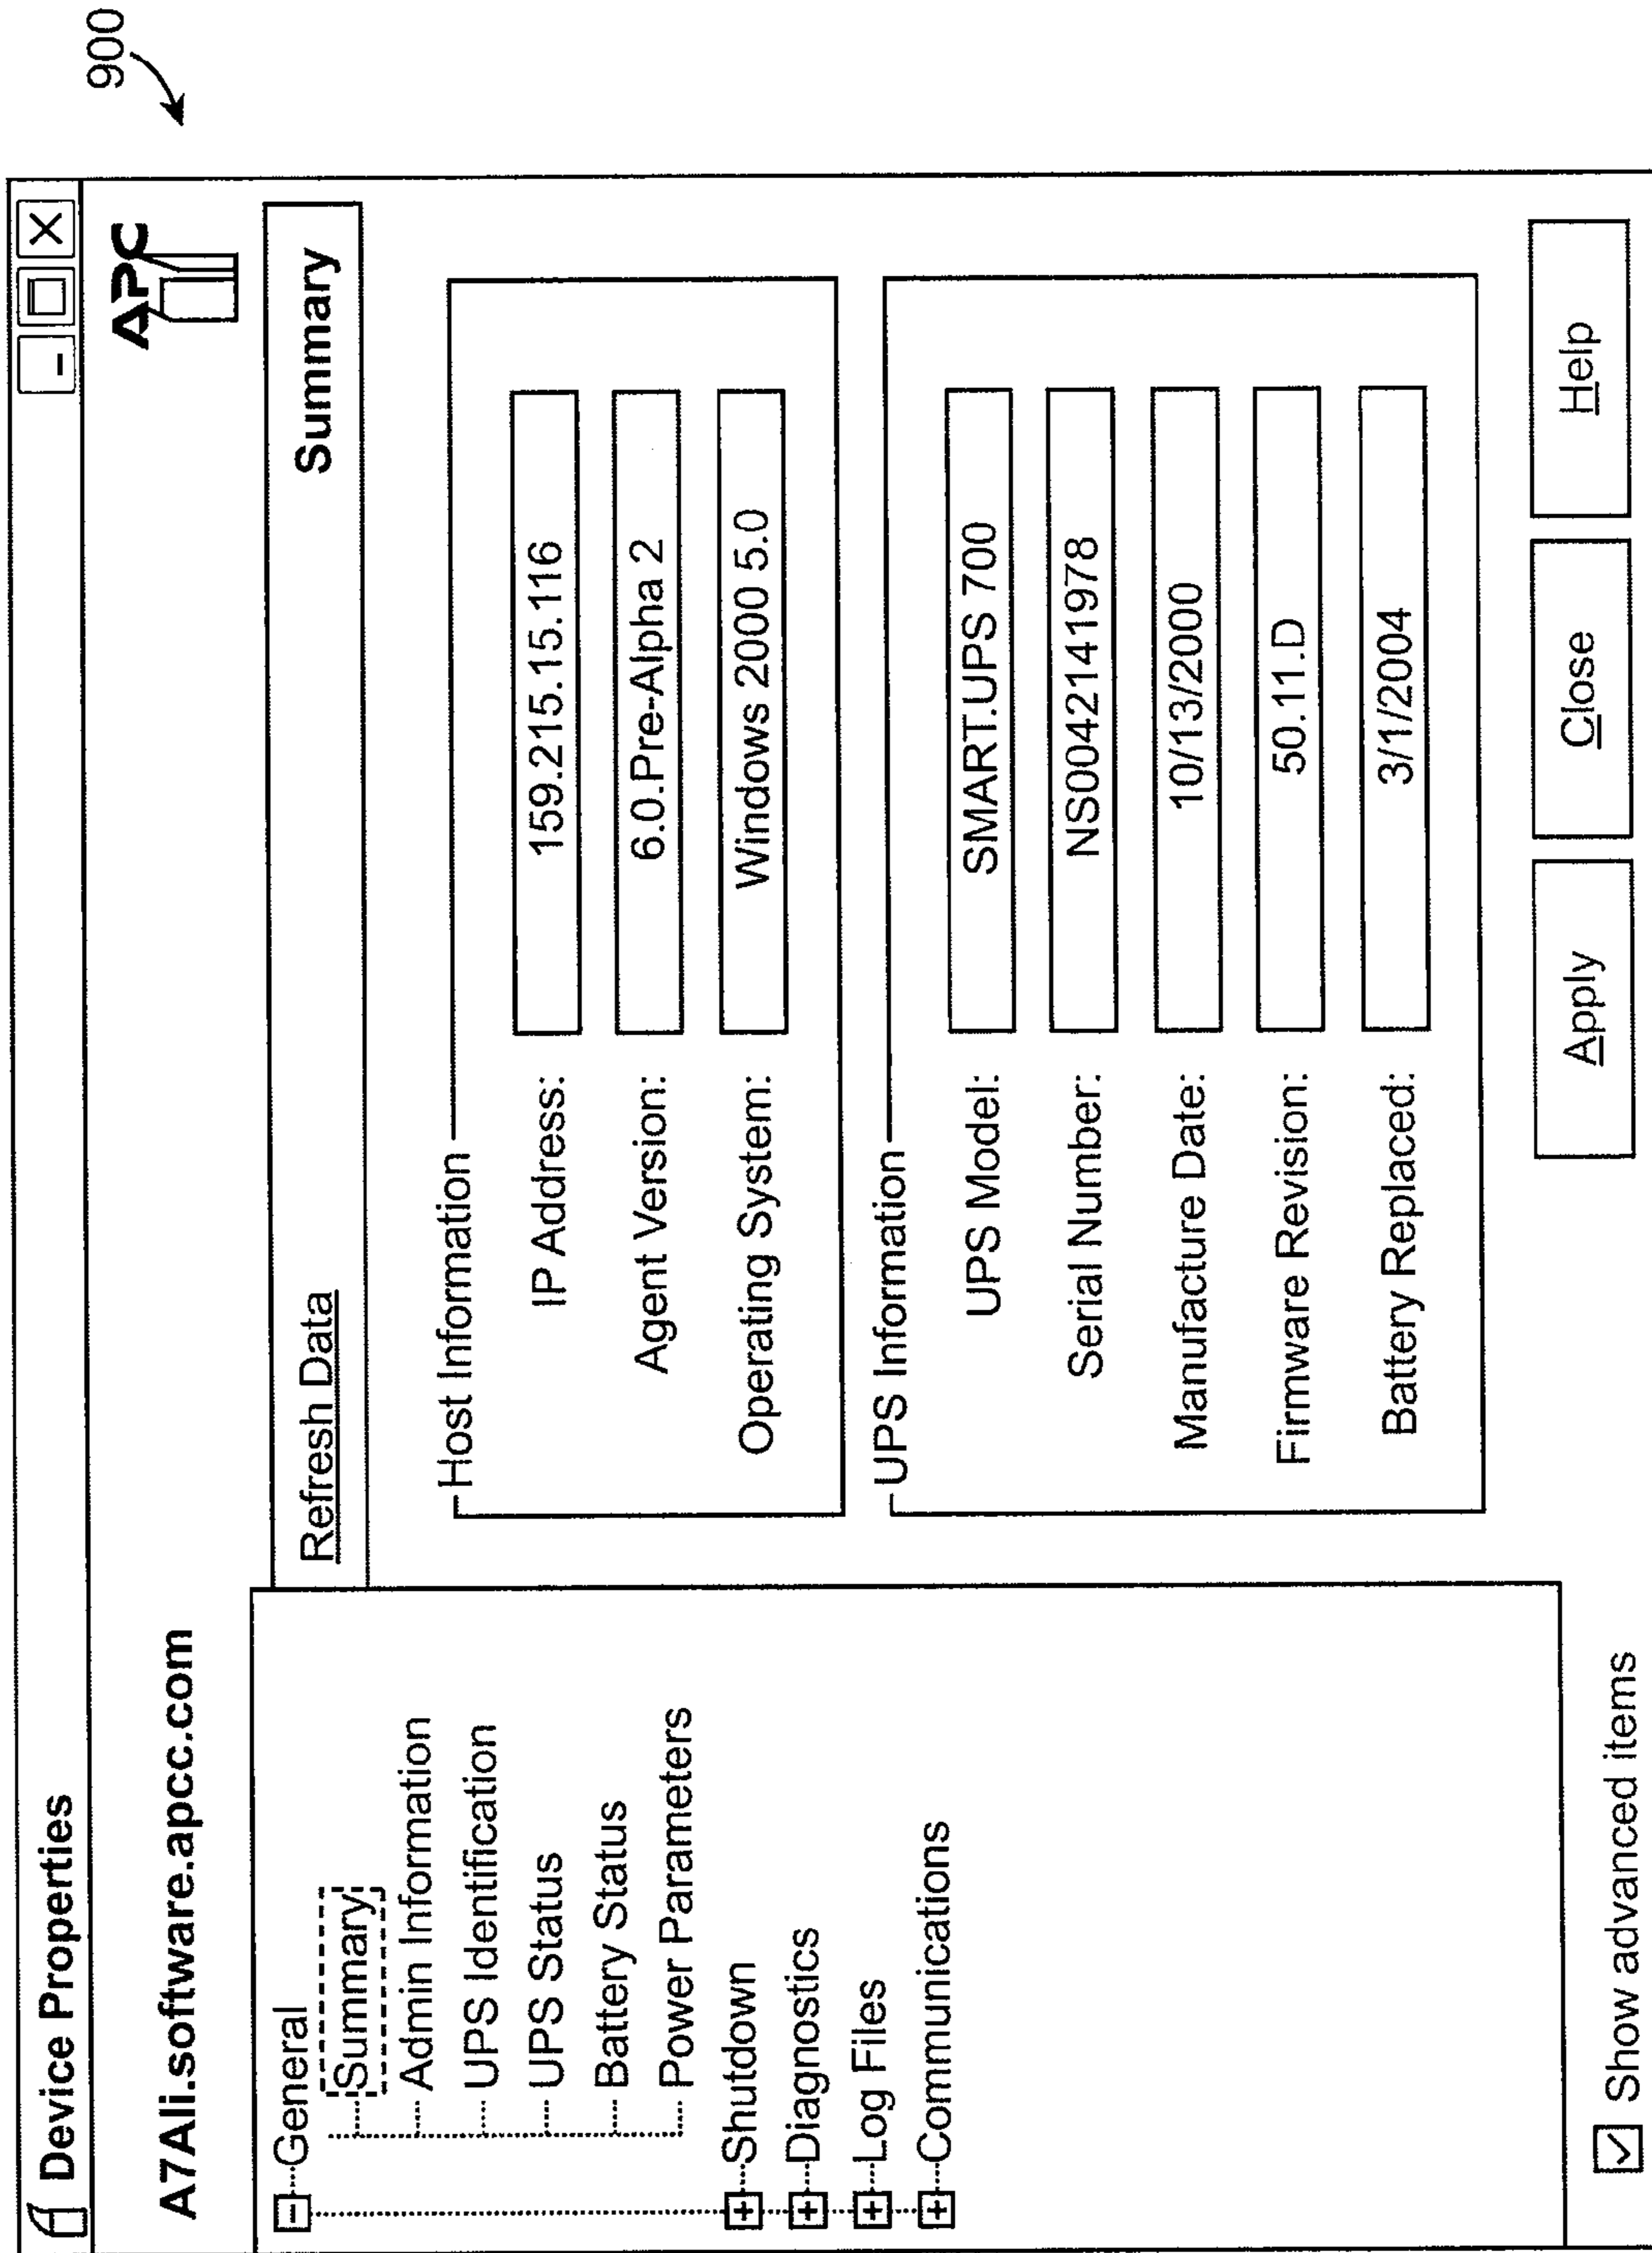 900
Device Properties
A7Ali.software.apcc.com
APC
General
Summary
Admin Information
UPS Identification
UPS Status
Battery Status
Power Parameters
Shutdown
Diagnostics
Log Files
Communications
Show advanced items
Refresh Data
Summary
Host Information
IP Address: 159.215.15.116
Agent Version: 6.0.Pre-Alpha 2
Operating System: Windows 2000 5.0
UPS Information
UPS Model: SMART.UPS 700
Serial Number: NS0042141978
Manufacture Date: 10/13/2000
Firmware Revision: 50.11.D
Battery Replaced: 3/1/2004
Apply
Close
Help